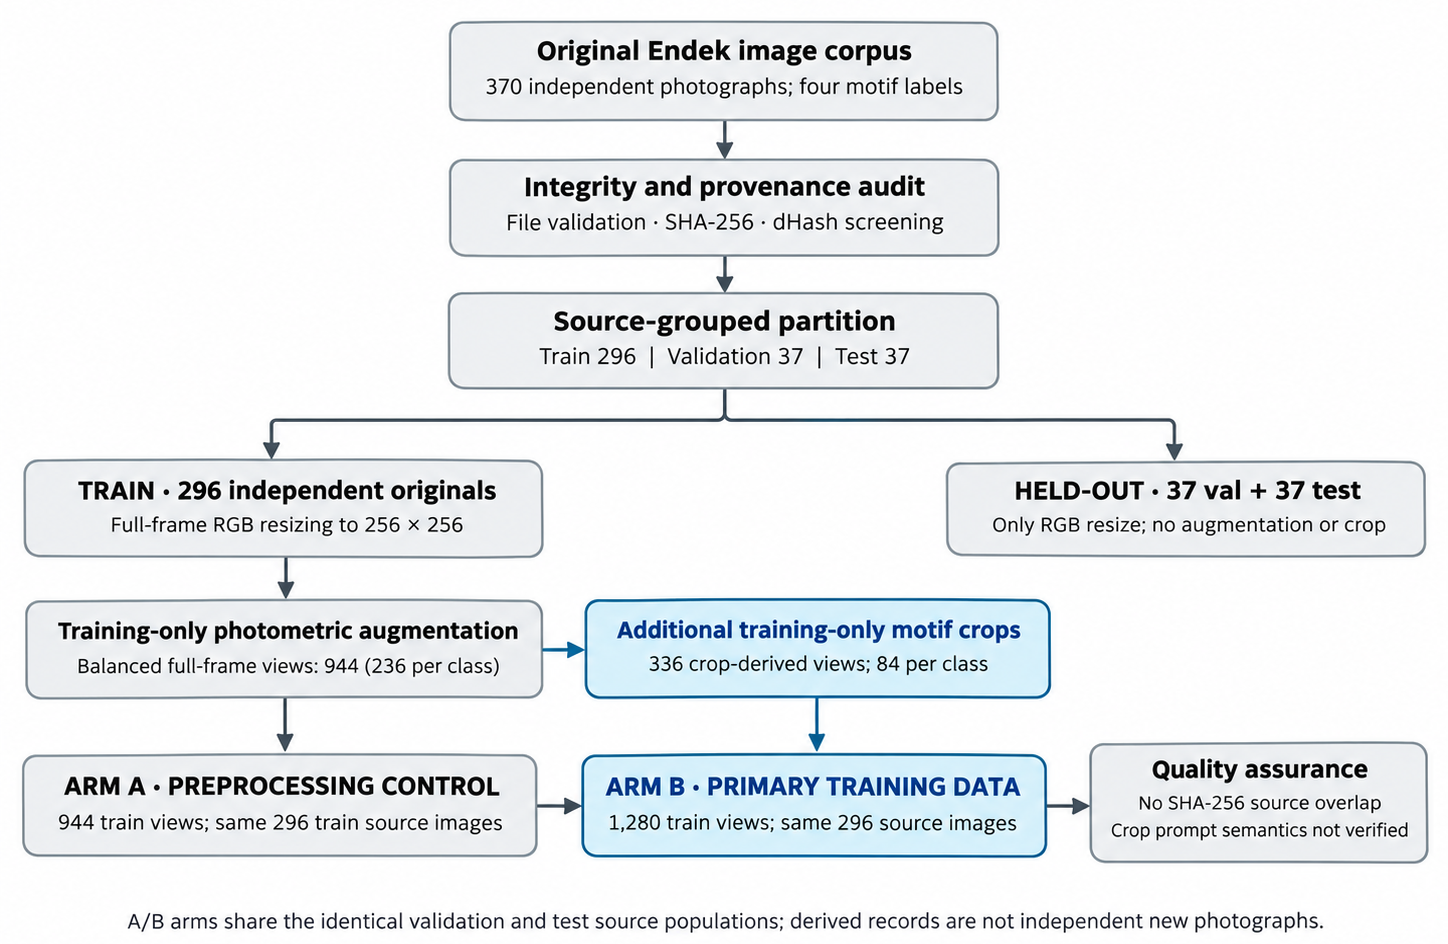 Original Endek image corpus
370 independent photographs; four motif labels
Integrity and provenance audit
File validation · SHA-256 · dHash screening
Source-grouped partition
Train 296 | Validation 37 | Test 37
TRAIN · 296 independent originals
Full-frame RGB resizing to 256 × 256
HELD-OUT · 37 val + 37 test
Only RGB resize; no augmentation or crop
Training-only photometric augmentation
Balanced full-frame views: 944 (236 per class)
Additional training-only motif crops
336 crop-derived views; 84 per class
ARM A · PREPROCESSING CONTROL
944 train views; same 296 train source images
ARM B · PRIMARY TRAINING DATA
1,280 train views; same 296 source images
Quality assurance
No SHA-256 source overlap
Crop prompt semantics not verified
A/B arms share the identical validation and test source populations; derived records are not independent new photographs.